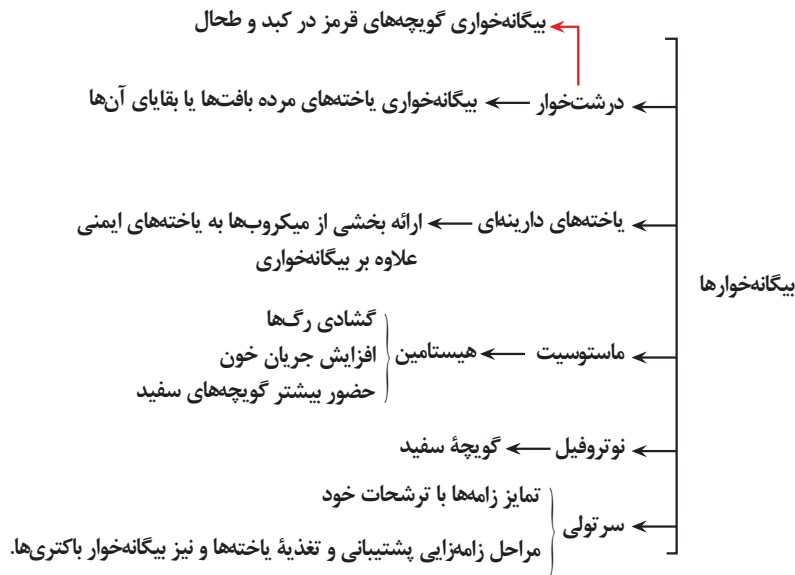 بیگانه‌خواری گویچه‌های قرمز در کبد و طحال
درشت‌خوار بیگانه‌خواری یاخته‌های مرده بافت‌ها یا بقایای آن‌ها
یاخته‌های دارینه‌ای ارائه بخشی از میکروب‌ها به یاخته‌های ایمنی
علاوه بر بیگانه‌خواری
بیگانه‌خوارها
گشادی رگ‌ها
ماستوسیت هیستامین افزایش جریان خون
حضور بیشتر گویچه‌های سفید
نوتروفیل گویچهٔ سفید
تمایز زامه‌ها با ترشحات خود
سرتولی
مراحل زامه‌زایی پشتیبانی و تغذیهٔ یاخته‌ها و نیز بیگانه‌خوار باکتری‌ها.